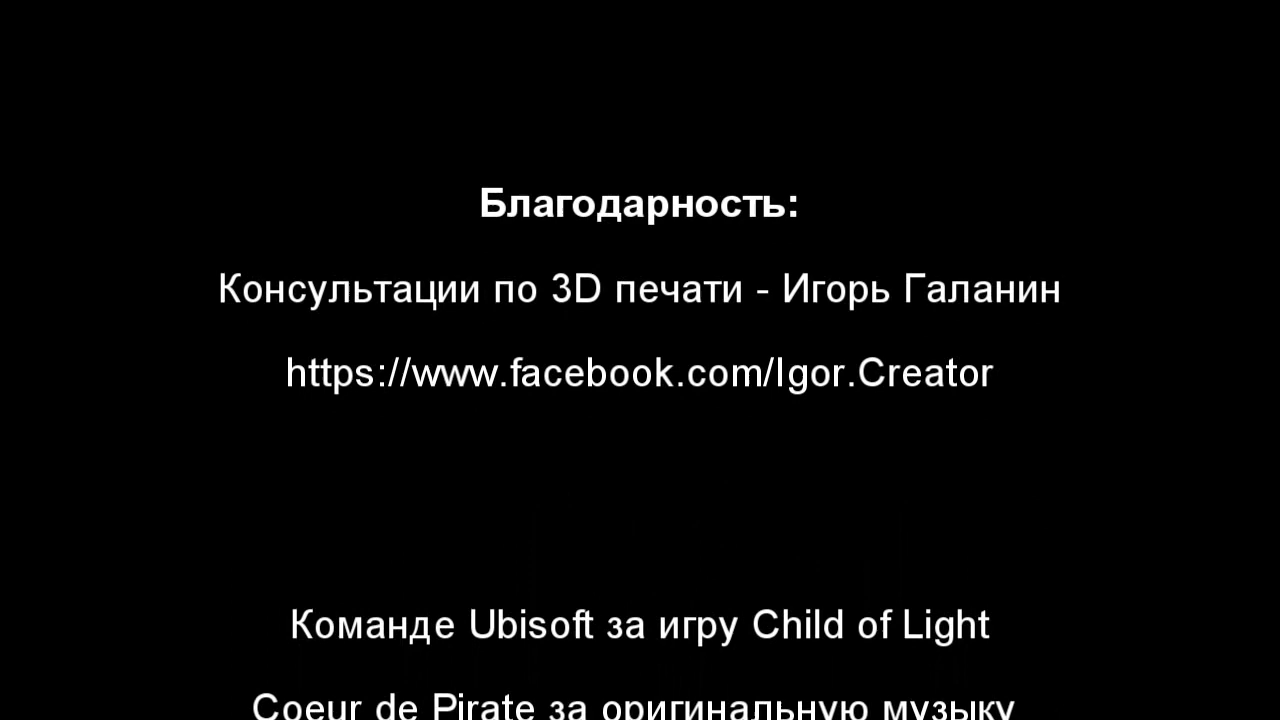 Благодарность:
Консультации по 3D печати - Игорь Галанин
https://www.facebook.com/Igor.Creator
Команде Ubisoft за игру Child of Light
Coeur de Pirate за оригинальную музыку